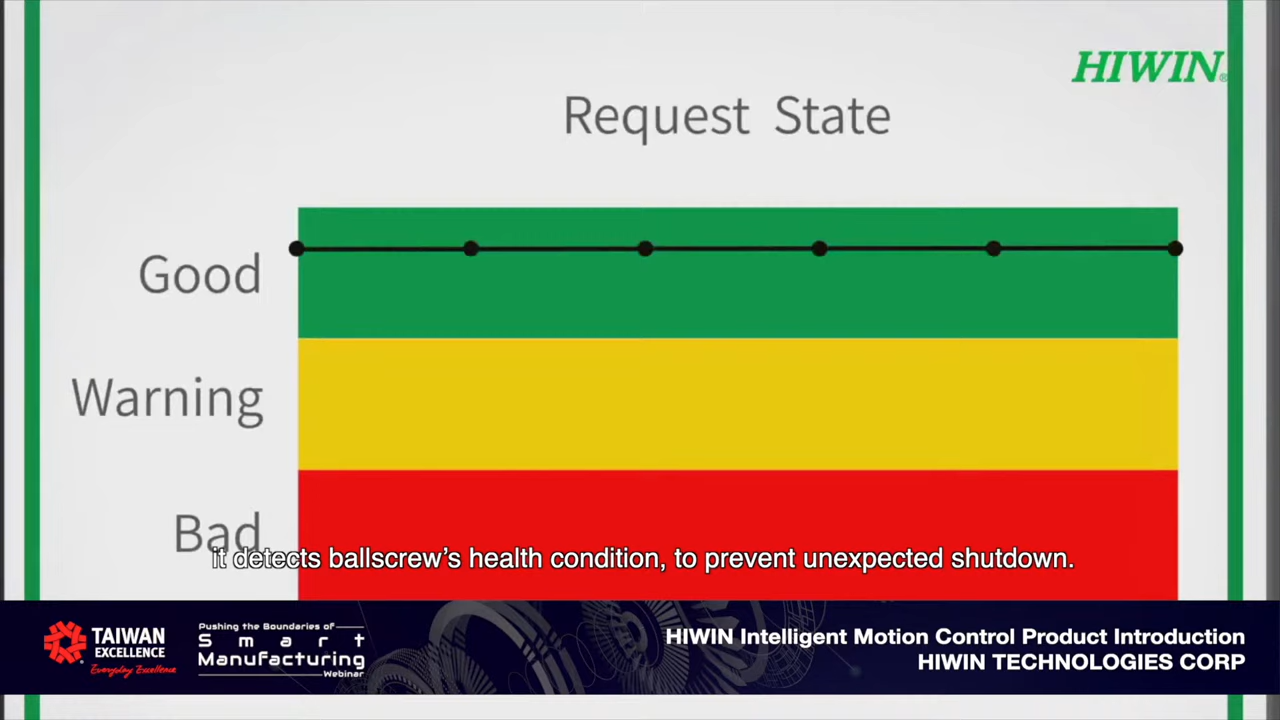 HIWIN®
Request State
Good
Warning
Bad
it detects ballscrew's health condition, to prevent unexpected shutdown.
TAIWAN
EXCELLENCE
Everyday Excellence
Pushing the Boundaries of
Smart
Manufacturing
Webinar
HIWIN Intelligent Motion Control Product Introduction
HIWIN TECHNOLOGIES CORP